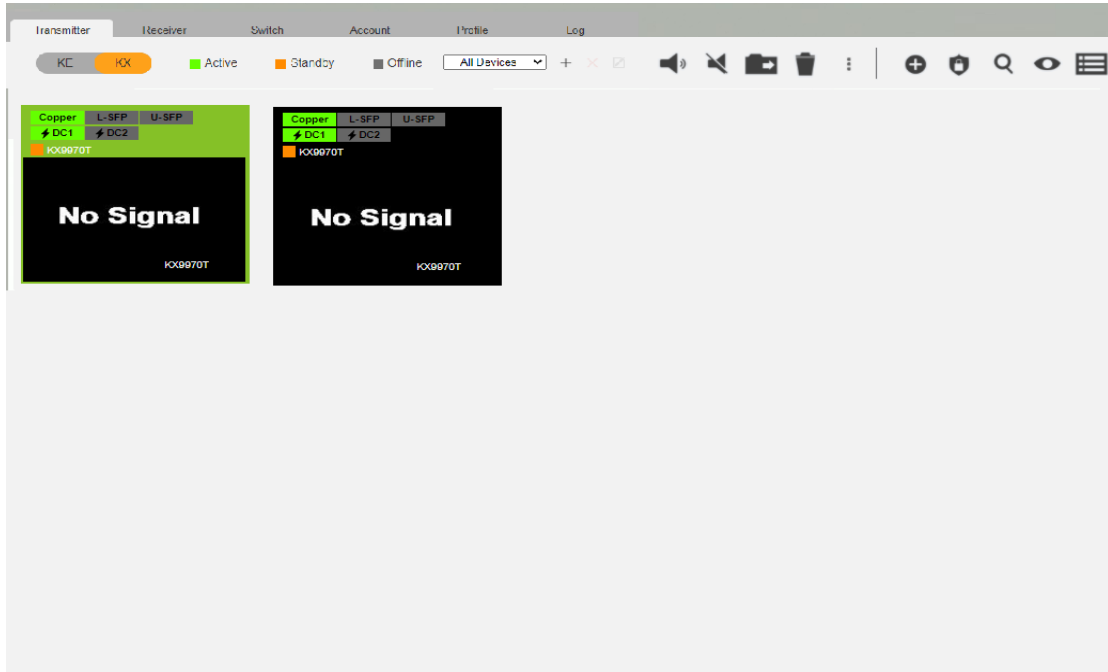 Transmitter Receiver Switch Account Profile Log
KE KX Active Standby Offline All Devices
Copper L-SFP U-SFP
DC1 DC2
KX9970T
No Signal
KX9970T
Copper L-SFP U-SFP
DC1 DC2
KX9970T
No Signal
KX9970T